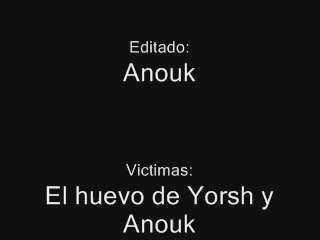 Editado:
Anouk
Victimas:
El huevo de Yorsh y
Anouk